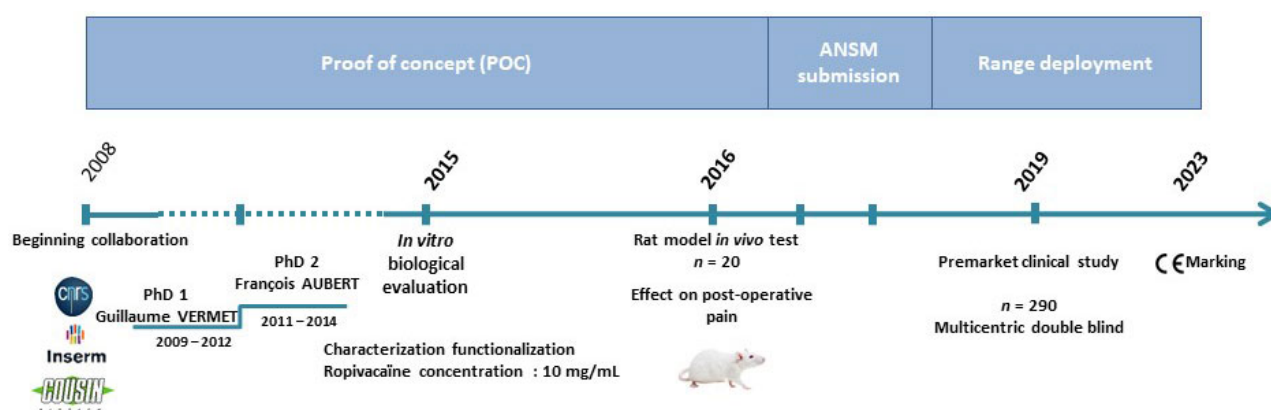 Proof of concept (POC)
ANSM
submission
Range deployment
2008
2015
2016
2019
2023
Beginning collaboration
cnrs
Inserm
COUSIN
PhD 1
Guillaume VERMET
2009 – 2012
PhD 2
François AUBERT
2011 – 2014
In vitro
biological
evaluation
Characterization functionalization
Ropivacaïne concentration : 10 mg/mL
Rat model in vivo test
n = 20
Effect on post-operative
pain
Premarket clinical study
n = 290
Multicentric double blind
CE Marking